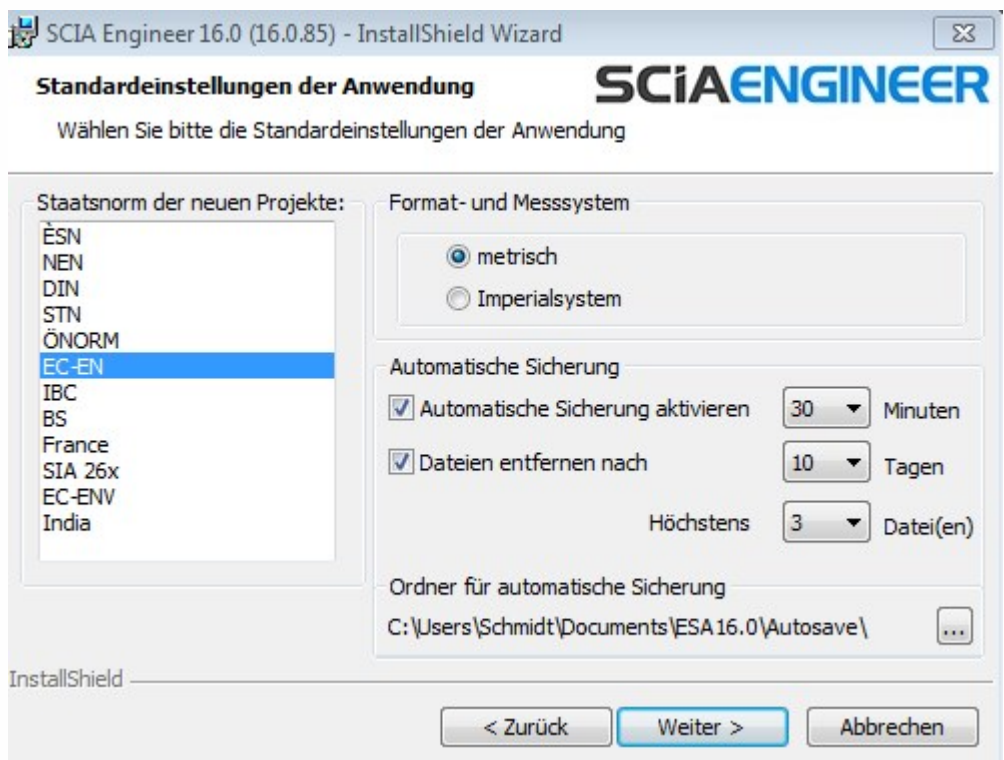 SCIA Engineer 16.0 (16.0.85) - InstallShield Wizard
Standardeinstellungen der Anwendung
SCiAENGINEER
Wählen Sie bitte die Standardeinstellungen der Anwendung
Staatsnorm der neuen Projekte:
ÈSN
NEN
DIN
STN
ÖNORM
EC-EN
IBC
BS
France
SIA 26x
EC-ENV
India
Format- und Messsystem
metrisch
Imperialsystem
Automatische Sicherung
Automatische Sicherung aktivieren 30 Minuten
Dateien entfernen nach 10 Tagen
Höchstens 3 Datei(en)
Ordner für automatische Sicherung
C:\Users\Schmidt\Documents\ESA16.0\Autosave\ ...
InstallShield
< Zurück Weiter > Abbrechen